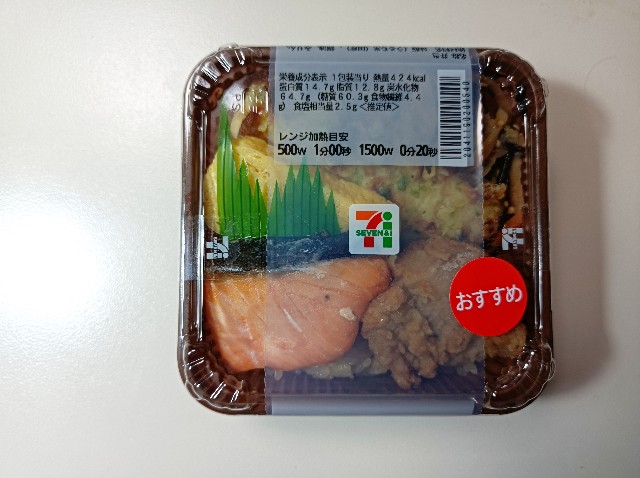 栄養成分表示 1包装当り 熱量424kcal
蛋白質14.7g 脂質12.8g 炭水化物
64.7g (糖質60.3g 食物繊維4.4
g) 食塩相当量2.5g<推定値>
レンジ加熱目安
500W 1分00秒 1500W 0分20秒
7i
SEVEN&i
おすすめ